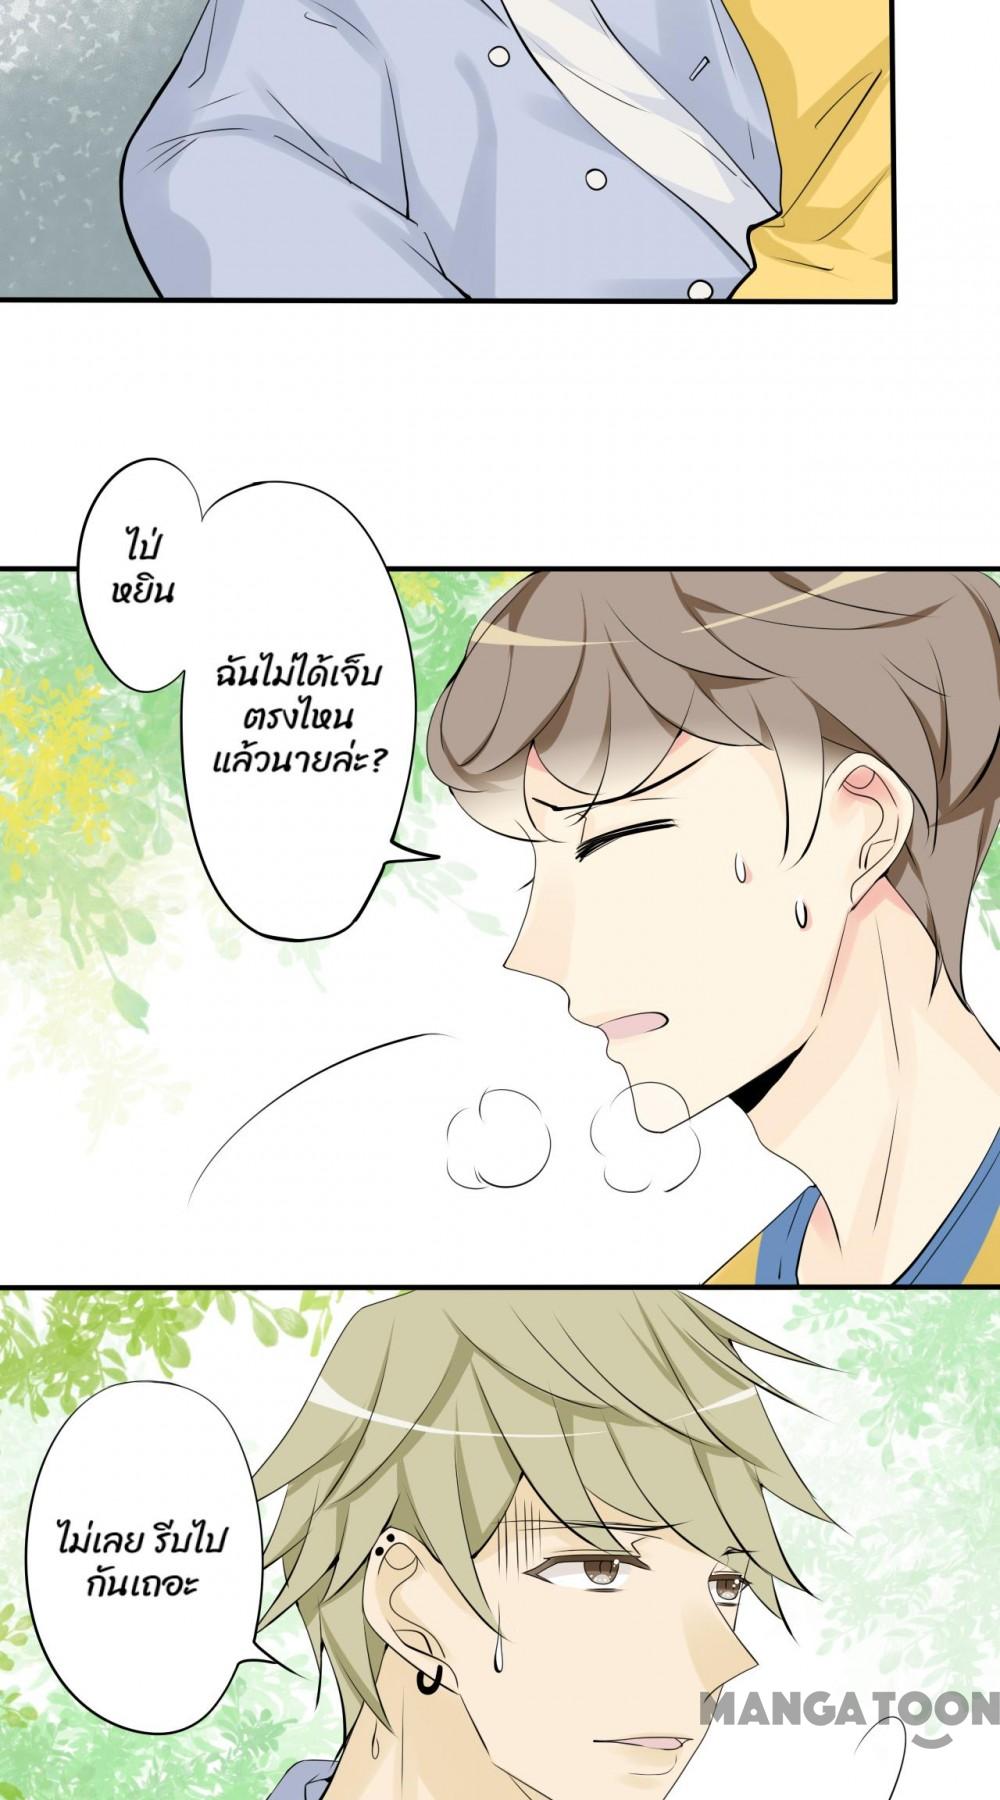 ไป่
หยิน
ฉันไม่ได้เจ็บ
ตรงไหน
แล้วนายล่ะ?
ไม่เลย รีบไป
กันเถอะ
MANGATOON